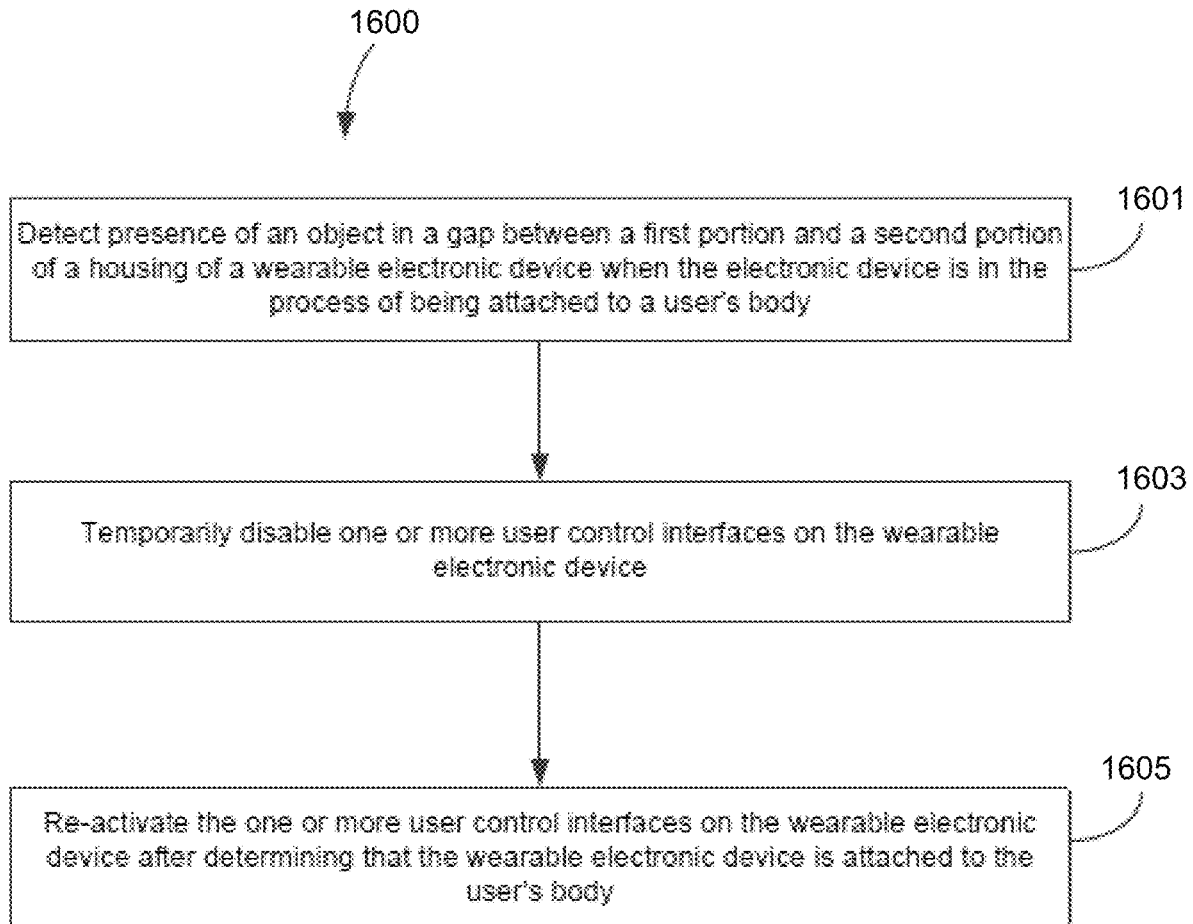 1600
1601
Detect presence of an object in a gap between a first portion and a second portion
of a housing of a wearable electronic device when the electronic device is in the
process of being attached to a user's body
1603
Temporarily disable one or more user control interfaces on the wearable
electronic device
1605
Re-activate the one or more user control interfaces on the wearable electronic
device after determining that the wearable electronic device is attached to the
user's body